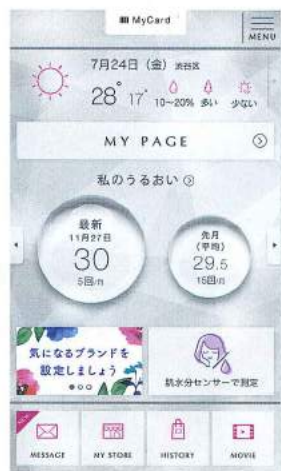 MyCard
MENU
7月24日（金） 渋谷区
28° 17° 10~20% 多い 少ない
MY PAGE
私のうるおい
最新
11月27日
30
5回/月
先月
(平均)
29.5
15回/月
気になるブランドを
設定しましょう
肌水分センサーで測定
NEW
MESSAGE
MY STORE
HISTORY
MOVIE